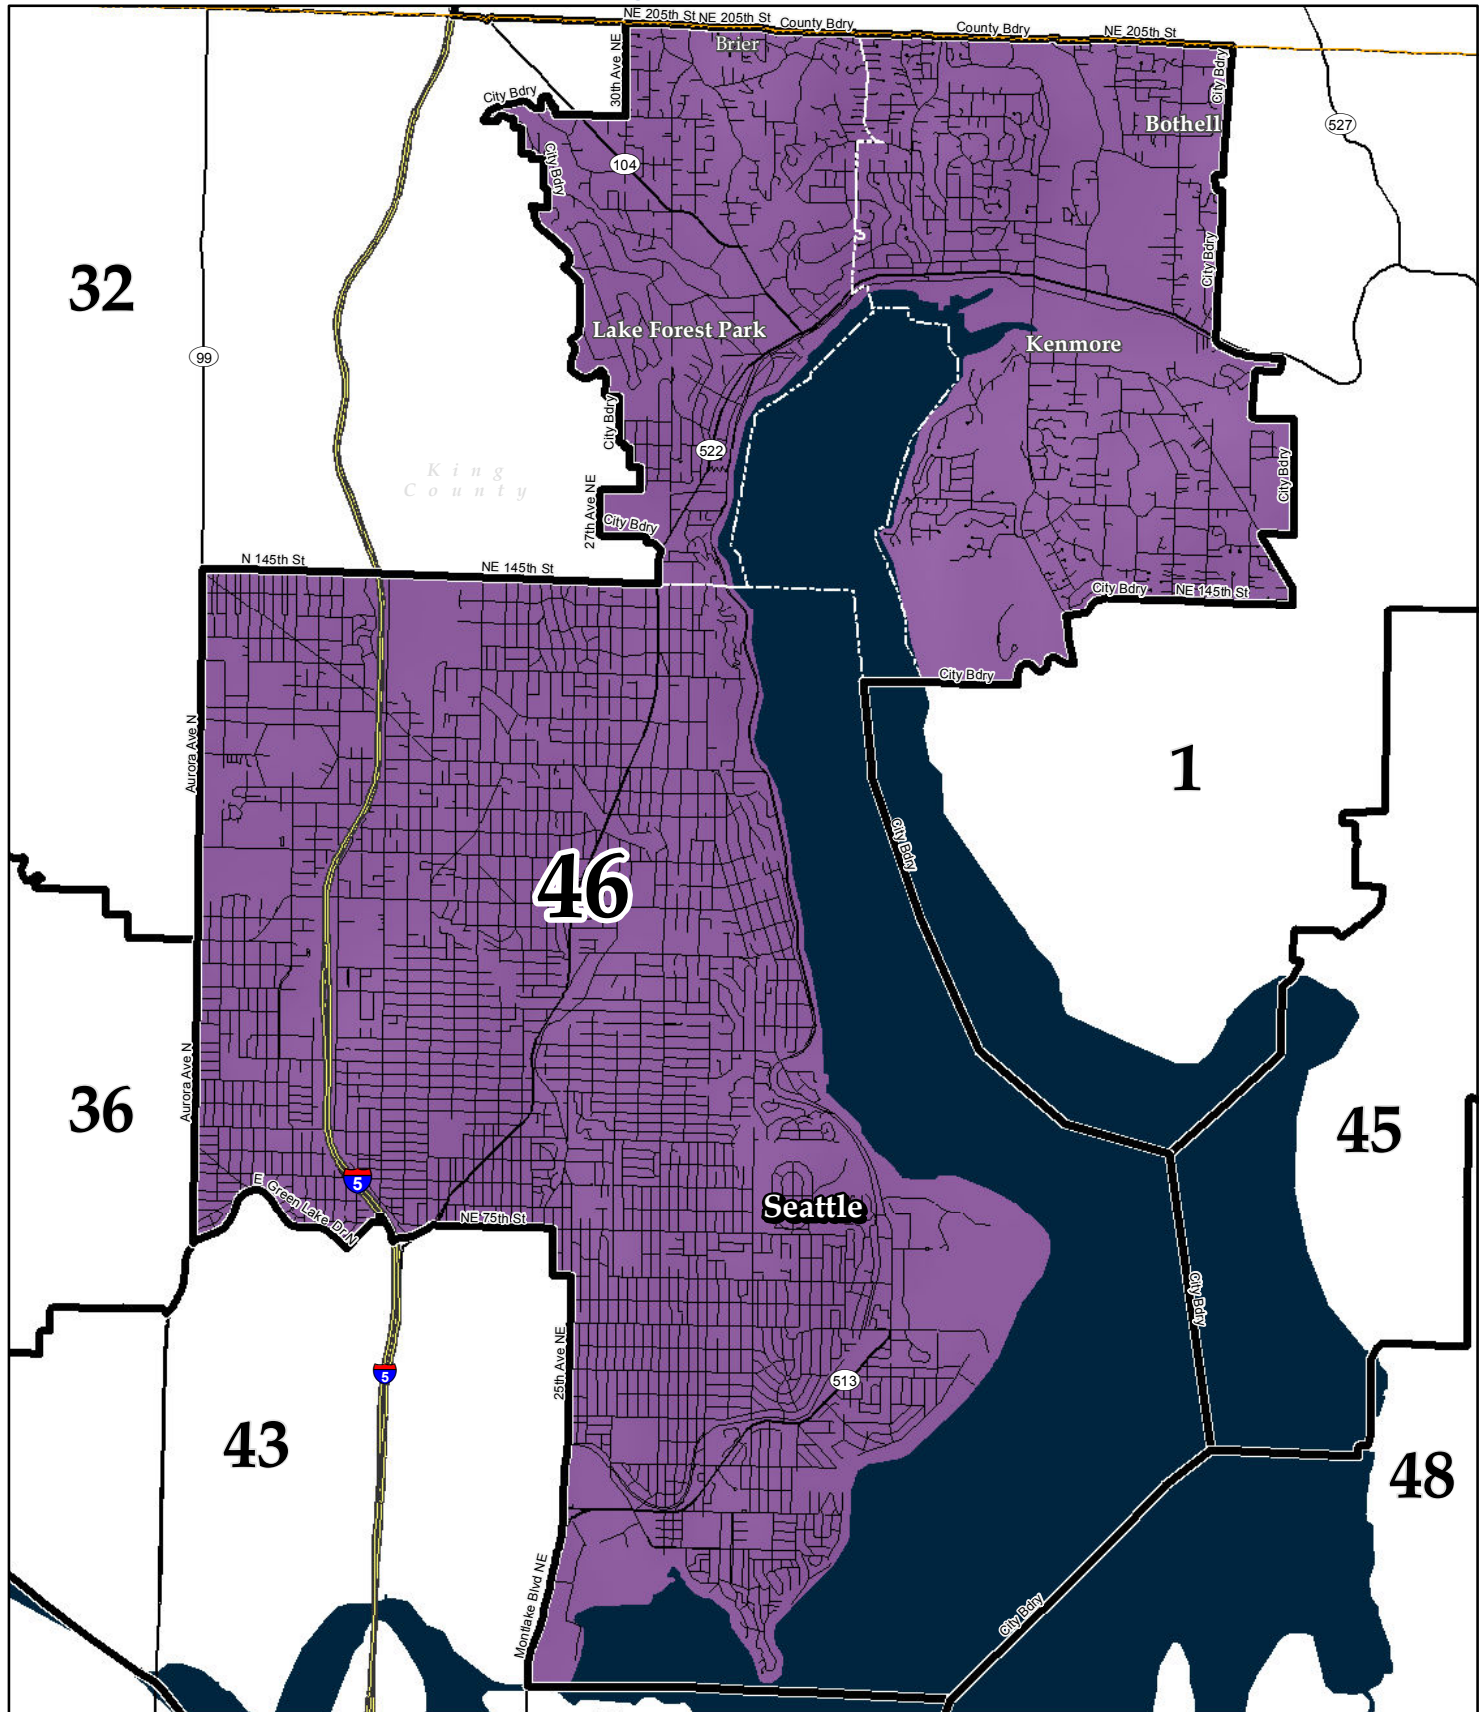 NE 205th St
NE 205th St
County Bdry
County Bdry
NE 205th St
Brier
30th Ave NE
City Bdry
City Bdry
Bothell
527
City Bdry
104
32
City Bdry
Lake Forest Park
Kenmore
99
City Bdry
522
King
County
City Bdry
27th Ave NE
City Bdry
N 145th St
NE 145th St
City Bdry
NE 145th St
City Bdry
Aurora Ave N
1
City Bdry
46
Aurora Ave N
36
45
5
E Green Lake Dr N
NE 75th St
Seattle
City Bdry
25th Ave NE
5
513
43
48
Montlake Blvd NE
City Bdry